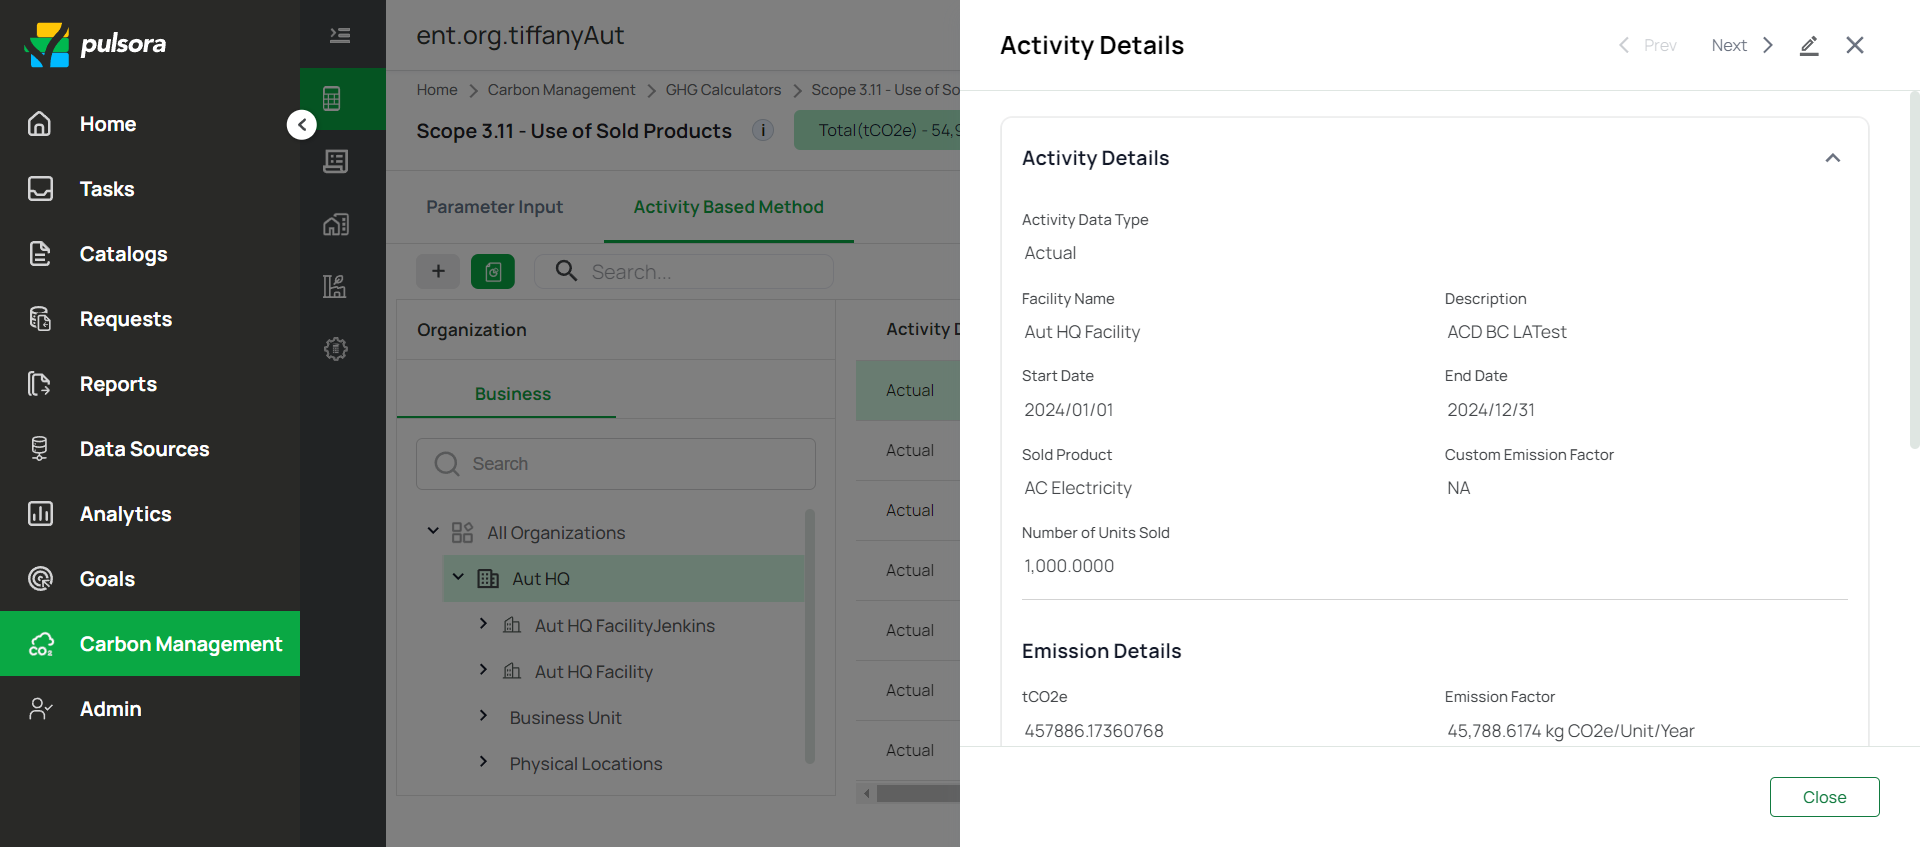 pulsora
Home
Tasks
Catalogs
Requests
Reports
Data Sources
Analytics
Goals
Carbon Management
Admin
ent.org.tiffanyAut
Home > Carbon Management > GHG Calculators > Scope 3.11 - Use of So
Scope 3.11 - Use of Sold Products i Total(tCO2e) - 54,9
Parameter Input Activity Based Method
+ Search...
Organization
Business
Search
All Organizations
Aut HQ
Aut HQ FacilityJenkins
Aut HQ Facility
Business Unit
Physical Locations
Activity D
Actual
Actual
Actual
Actual
Actual
Actual
Actual
Activity Details
Prev Next
Activity Details
Activity Data Type
Actual
Facility Name Description
Aut HQ Facility ACD BC LATest
Start Date End Date
2024/01/01 2024/12/31
Sold Product Custom Emission Factor
AC Electricity NA
Number of Units Sold
1,000.0000
Emission Details
tCO2e Emission Factor
457886.17360768 45,788.6174 kg CO2e/Unit/Year
Close